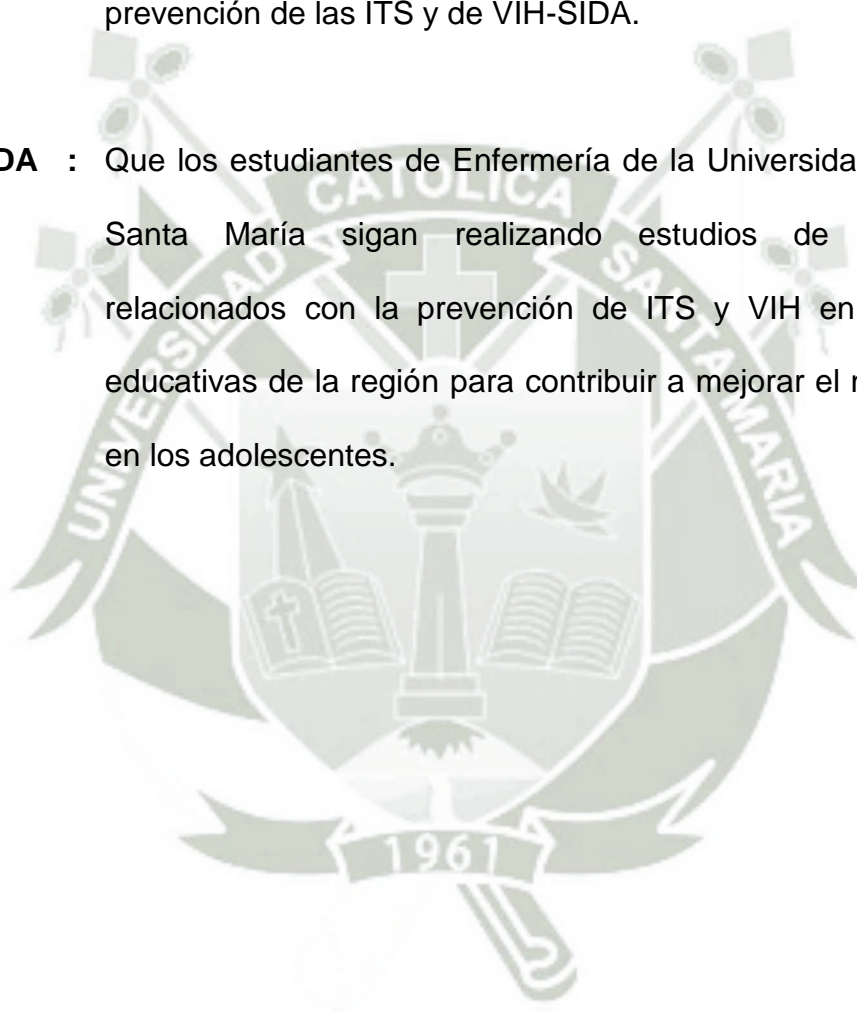 prevención de las ITS y de VIH-SIDA.
DA : Que los estudiantes de Enfermería de la Universida
Santa María sigan realizando estudios de
relacionados con la prevención de ITS y VIH en
educativas de la región para contribuir a mejorar el
en los adolescentes.
UNIVERSIDAD CATOLICA SANTA MARIA
1961